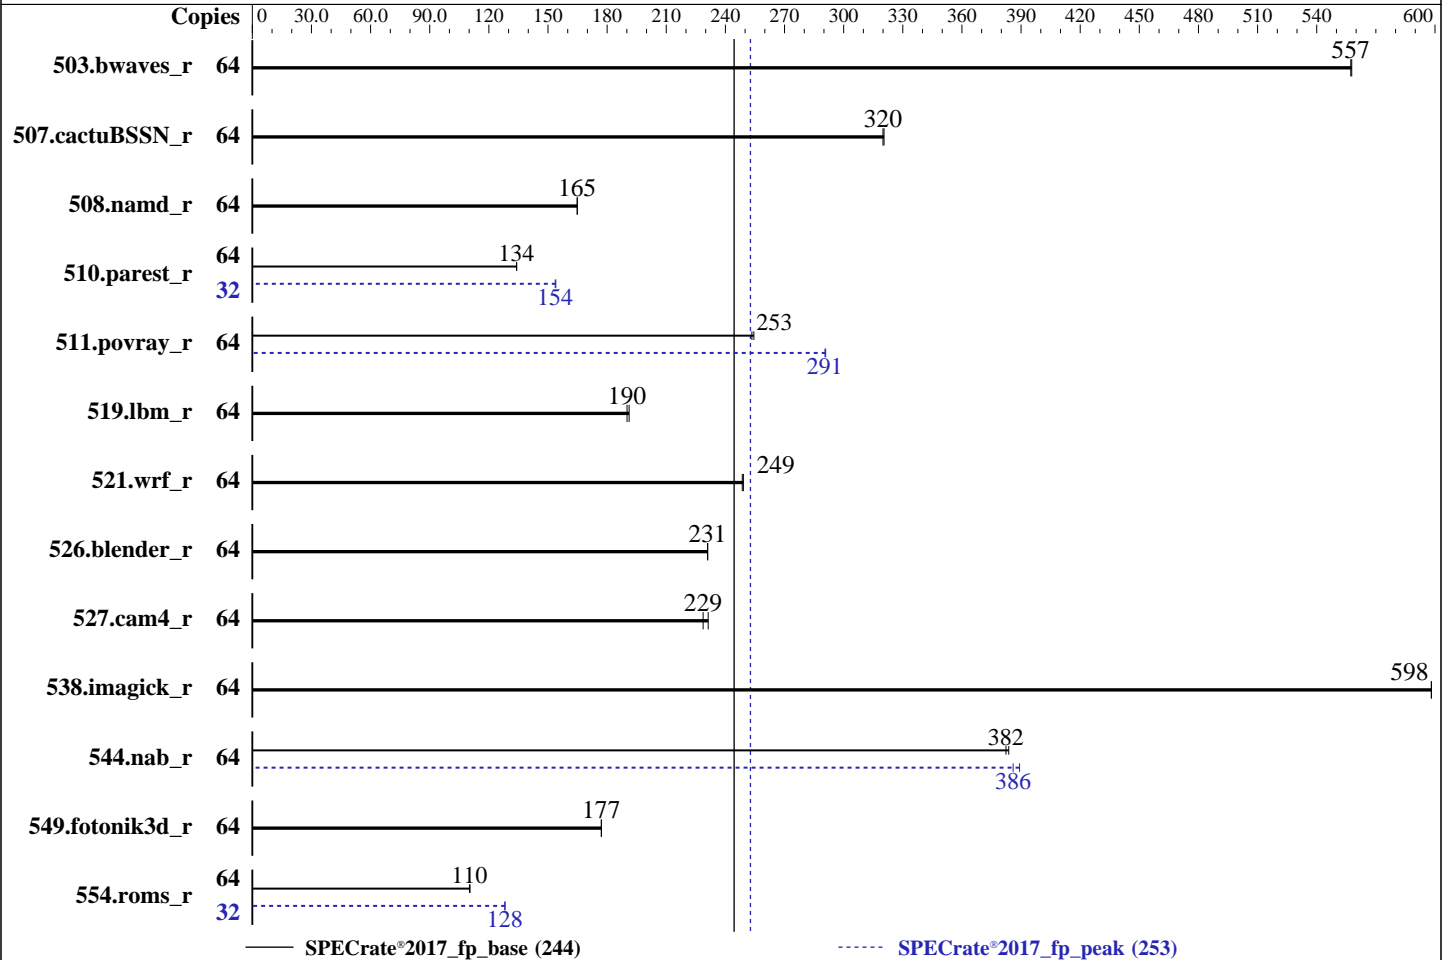 Copies 0 30.0 60.0 90.0 120 150 180 210 240 270 300 330 360 390 420 450 480 510 540 600
503.bwaves_r 64 557
507.cactuBSSN_r 64 320
508.namd_r 64 165
510.parest_r 64 134
32 154
511.povray_r 64 253
291
519.lbm_r 64 190
521.wrf_r 64 249
526.blender_r 64 231
527.cam4_r 64 229
538.imagick_r 64 598
544.nab_r 64 382
386
549.fotonik3d_r 64 177
554.roms_r 64 110
32 128
SPECrate®2017_fp_base (244) SPECrate®2017_fp_peak (253)